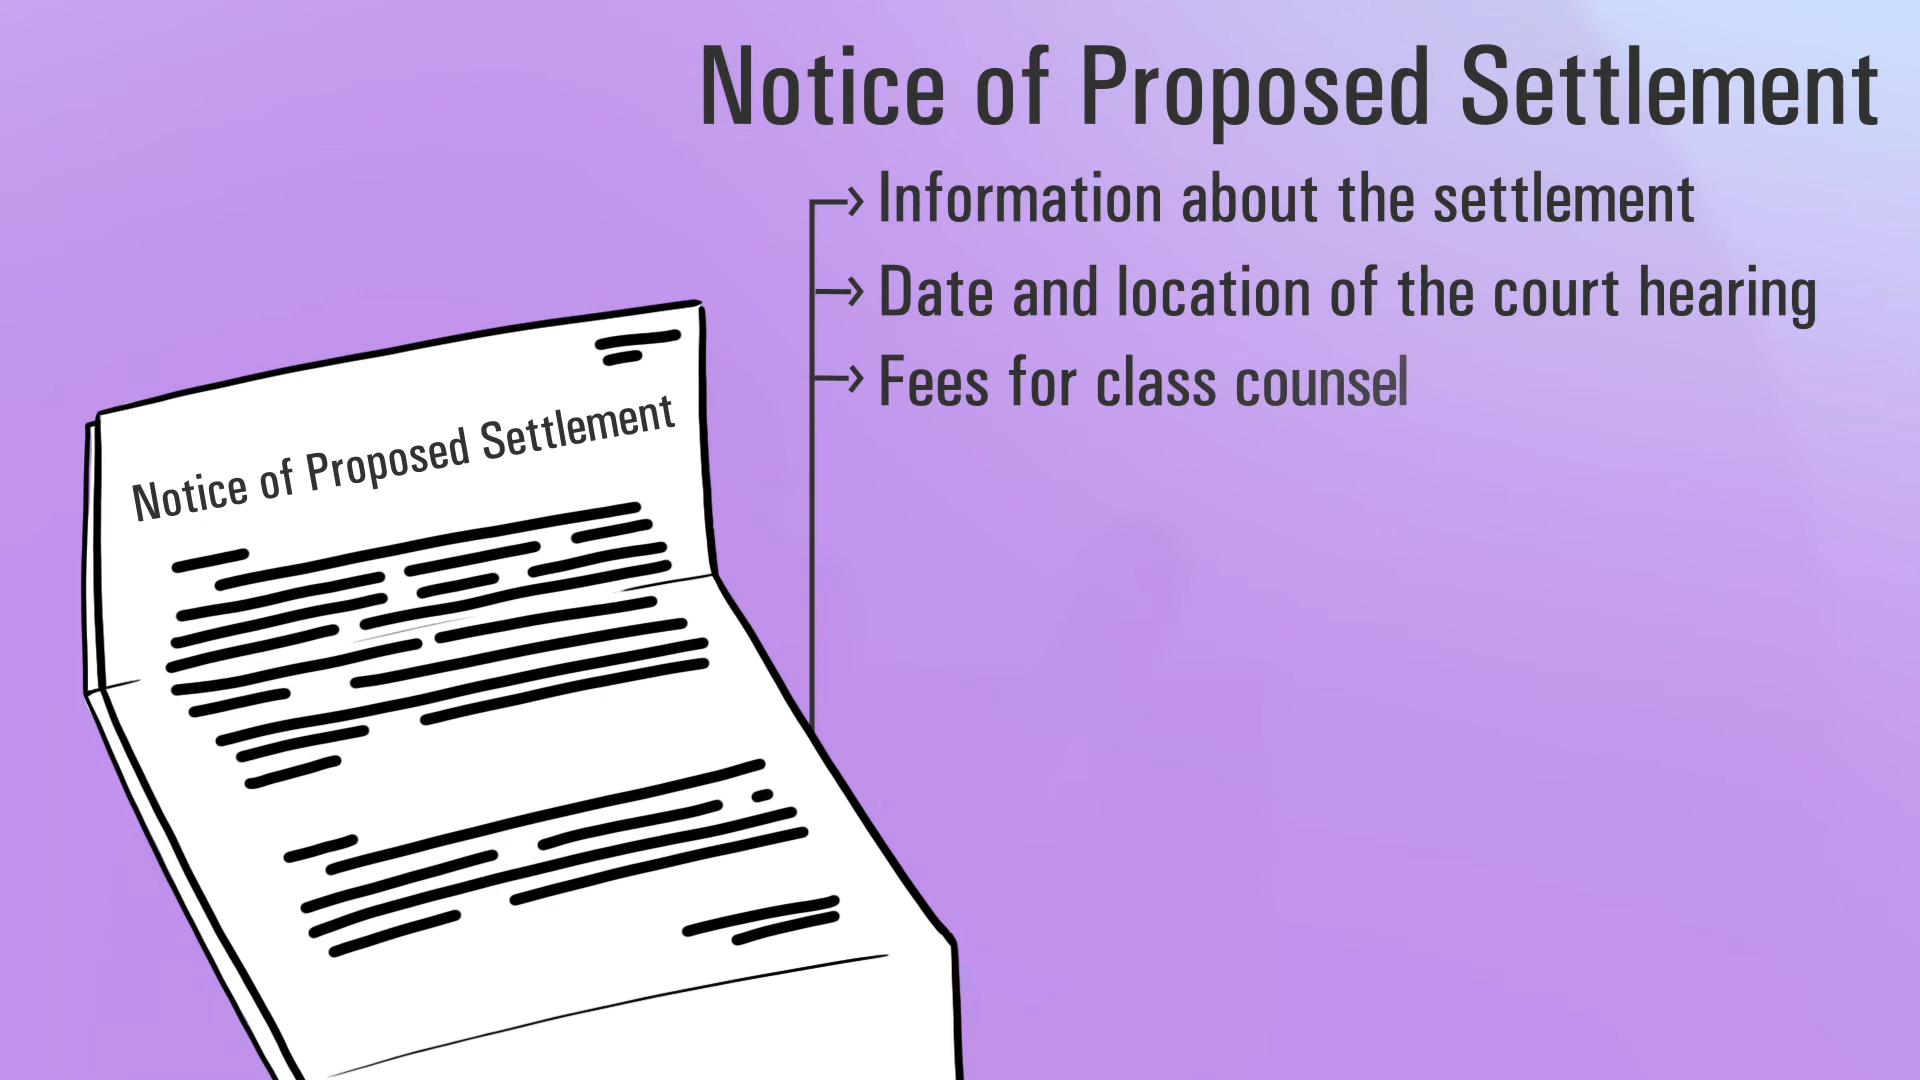 Notice of Proposed Settlement
Information about the settlement
Date and location of the court hearing
Fees for class counsel
Notice of Proposed Settlement